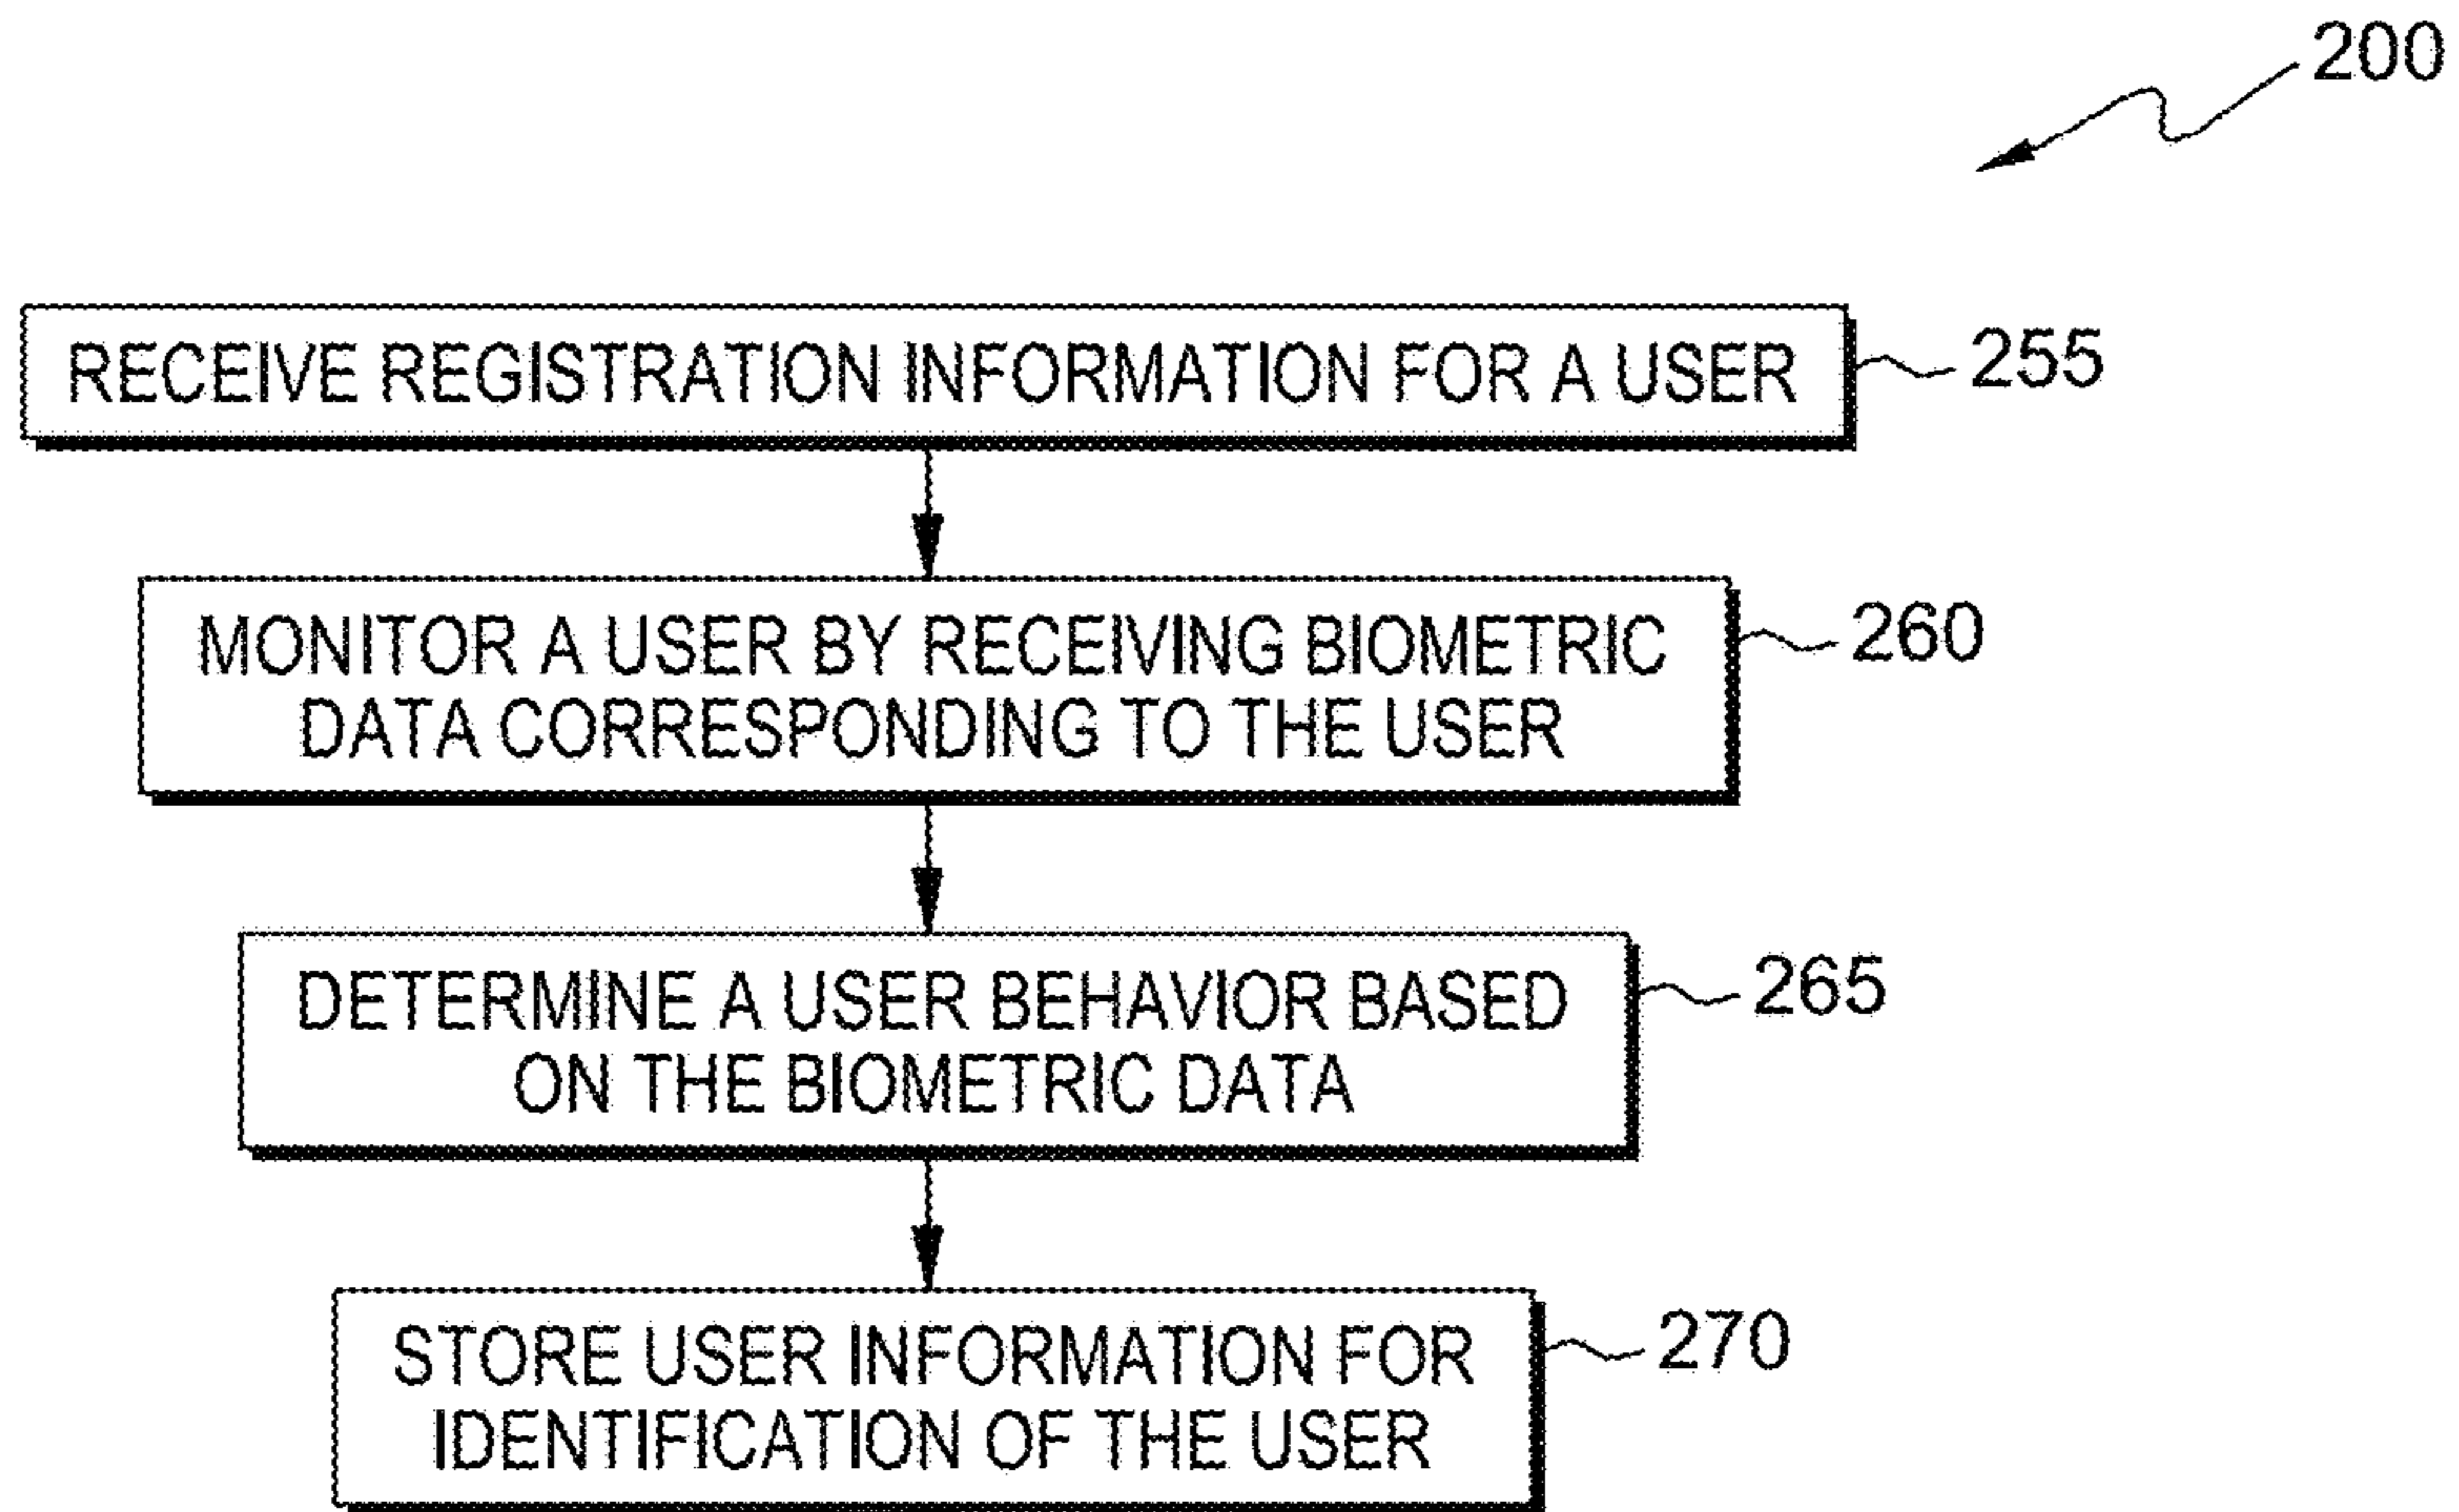 200
RECEIVE REGISTRATION INFORMATION FOR A USER
255
MONITOR A USER BY RECEIVING BIOMETRIC
DATA CORRESPONDING TO THE USER
260
DETERMINE A USER BEHAVIOR BASED
ON THE BIOMETRIC DATA
265
STORE USER INFORMATION FOR
IDENTIFICATION OF THE USER
270